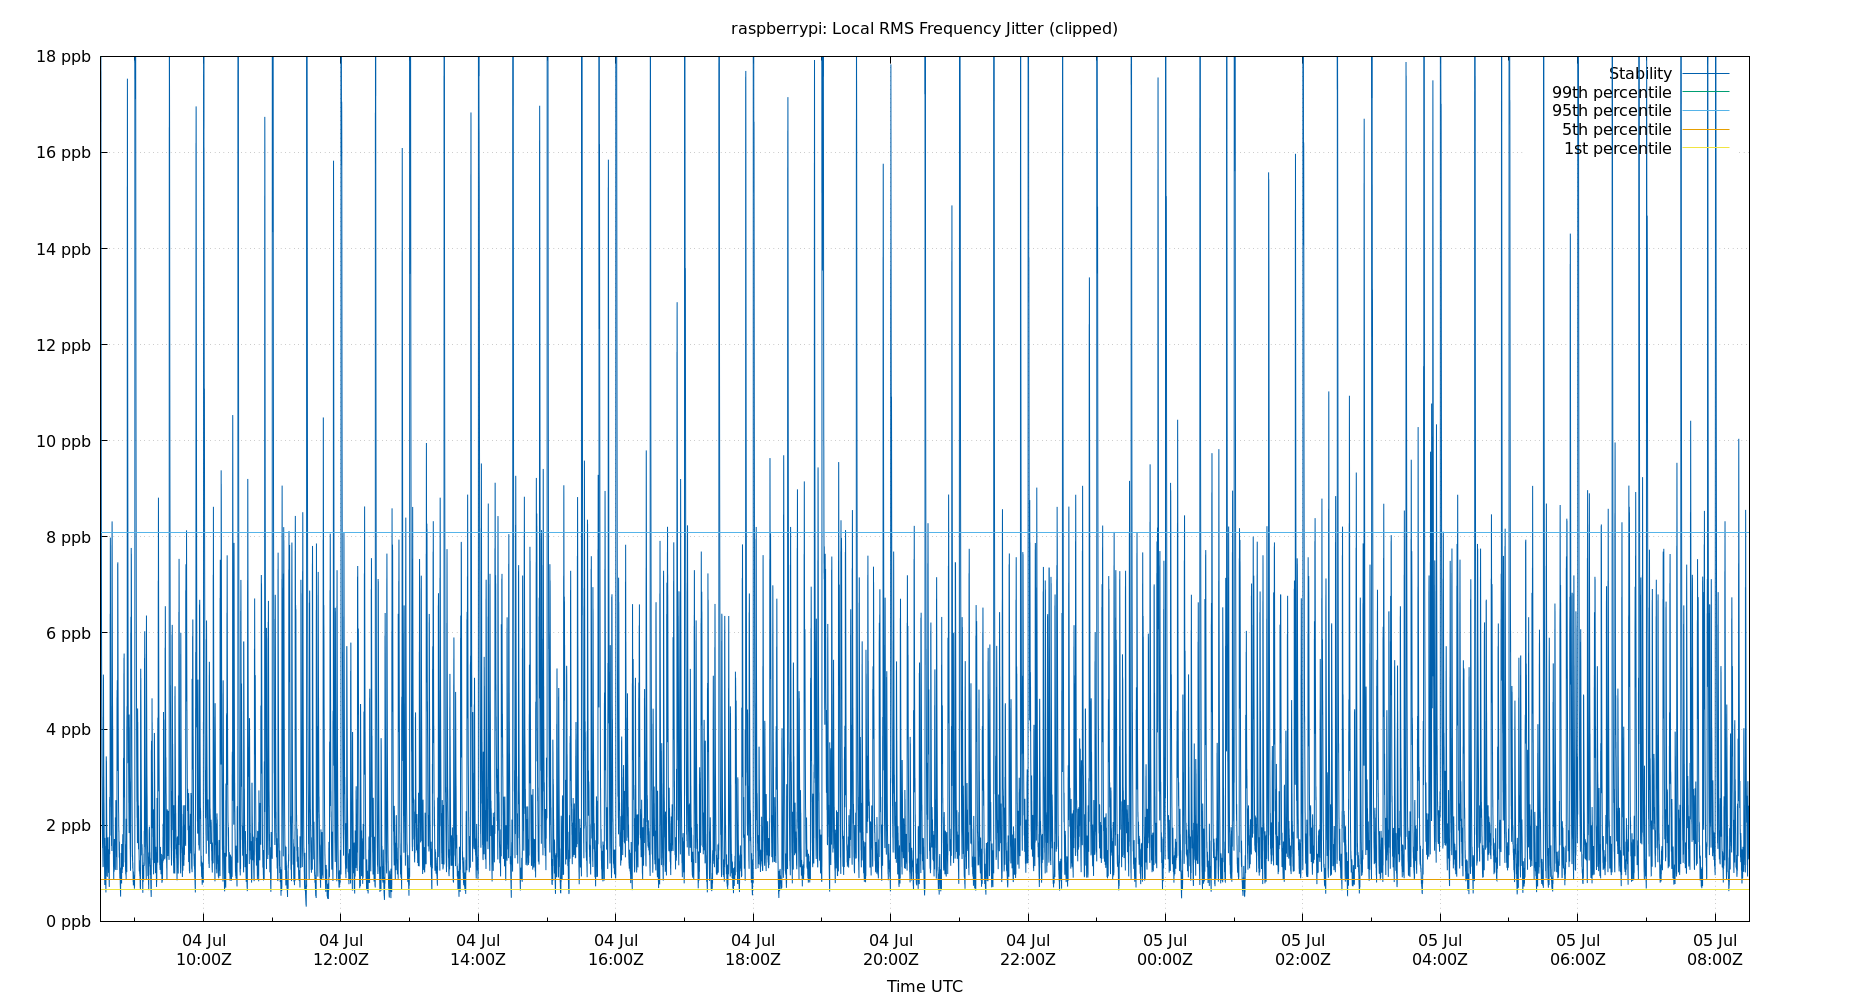 raspberrypi: Local RMS Frequency Jitter (clipped)
18 ppb
16 ppb
14 ppb
12 ppb
10 ppb
8 ppb
6 ppb
4 ppb
2 ppb
0 ppb
Stability
99th percentile
95th percentile
5th percentile
1st percentile
04 Jul 04 Jul 04 Jul 04 Jul 04 Jul 04 Jul 04 Jul 05 Jul 05 Jul 05 Jul 05 Jul 05 Jul
10:00Z 12:00Z 14:00Z 16:00Z 18:00Z 20:00Z 22:00Z 00:00Z 02:00Z 04:00Z 06:00Z 08:00Z
Time UTC